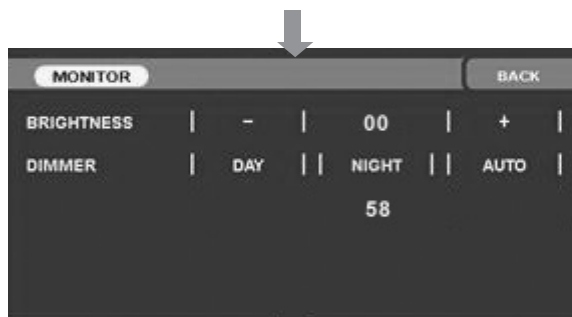 MONITOR BACK
BRIGHTNESS - 00 +
DIMMER DAY NIGHT AUTO
58